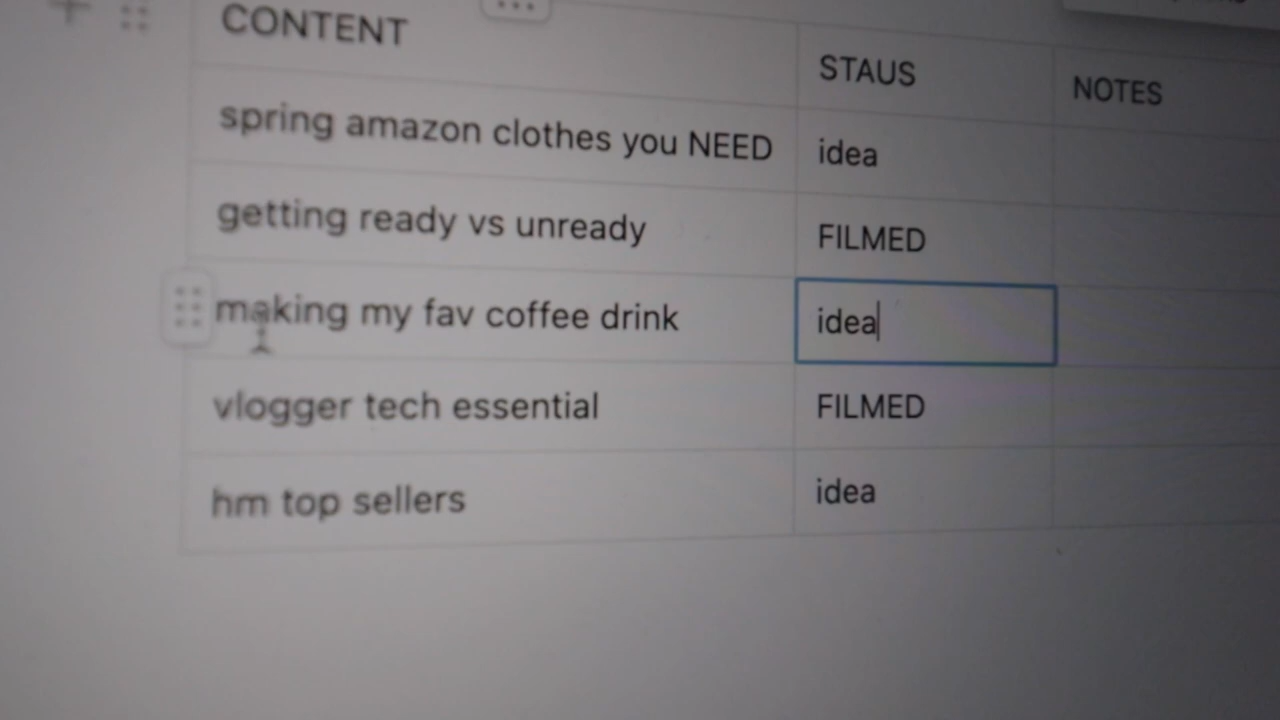 CONTENT STAUS NOTES
spring amazon clothes you NEED idea
getting ready vs unready FILMED
making my fav coffee drink idea
vlogger tech essential FILMED
hm top sellers idea